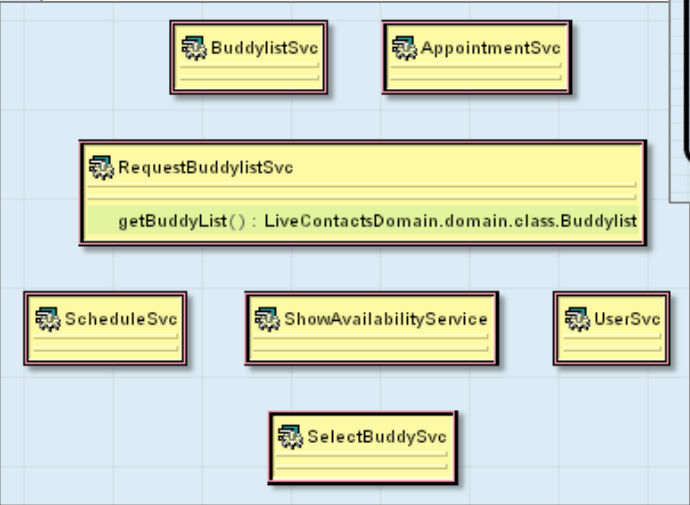 BuddylistSvc
AppointmentSvc
RequestBuddylistSvc
getBuddyList() : LiveContactsDomain.domain.class.Buddylist
ScheduleSvc
ShowAvailabilityService
UserSvc
SelectBuddySvc